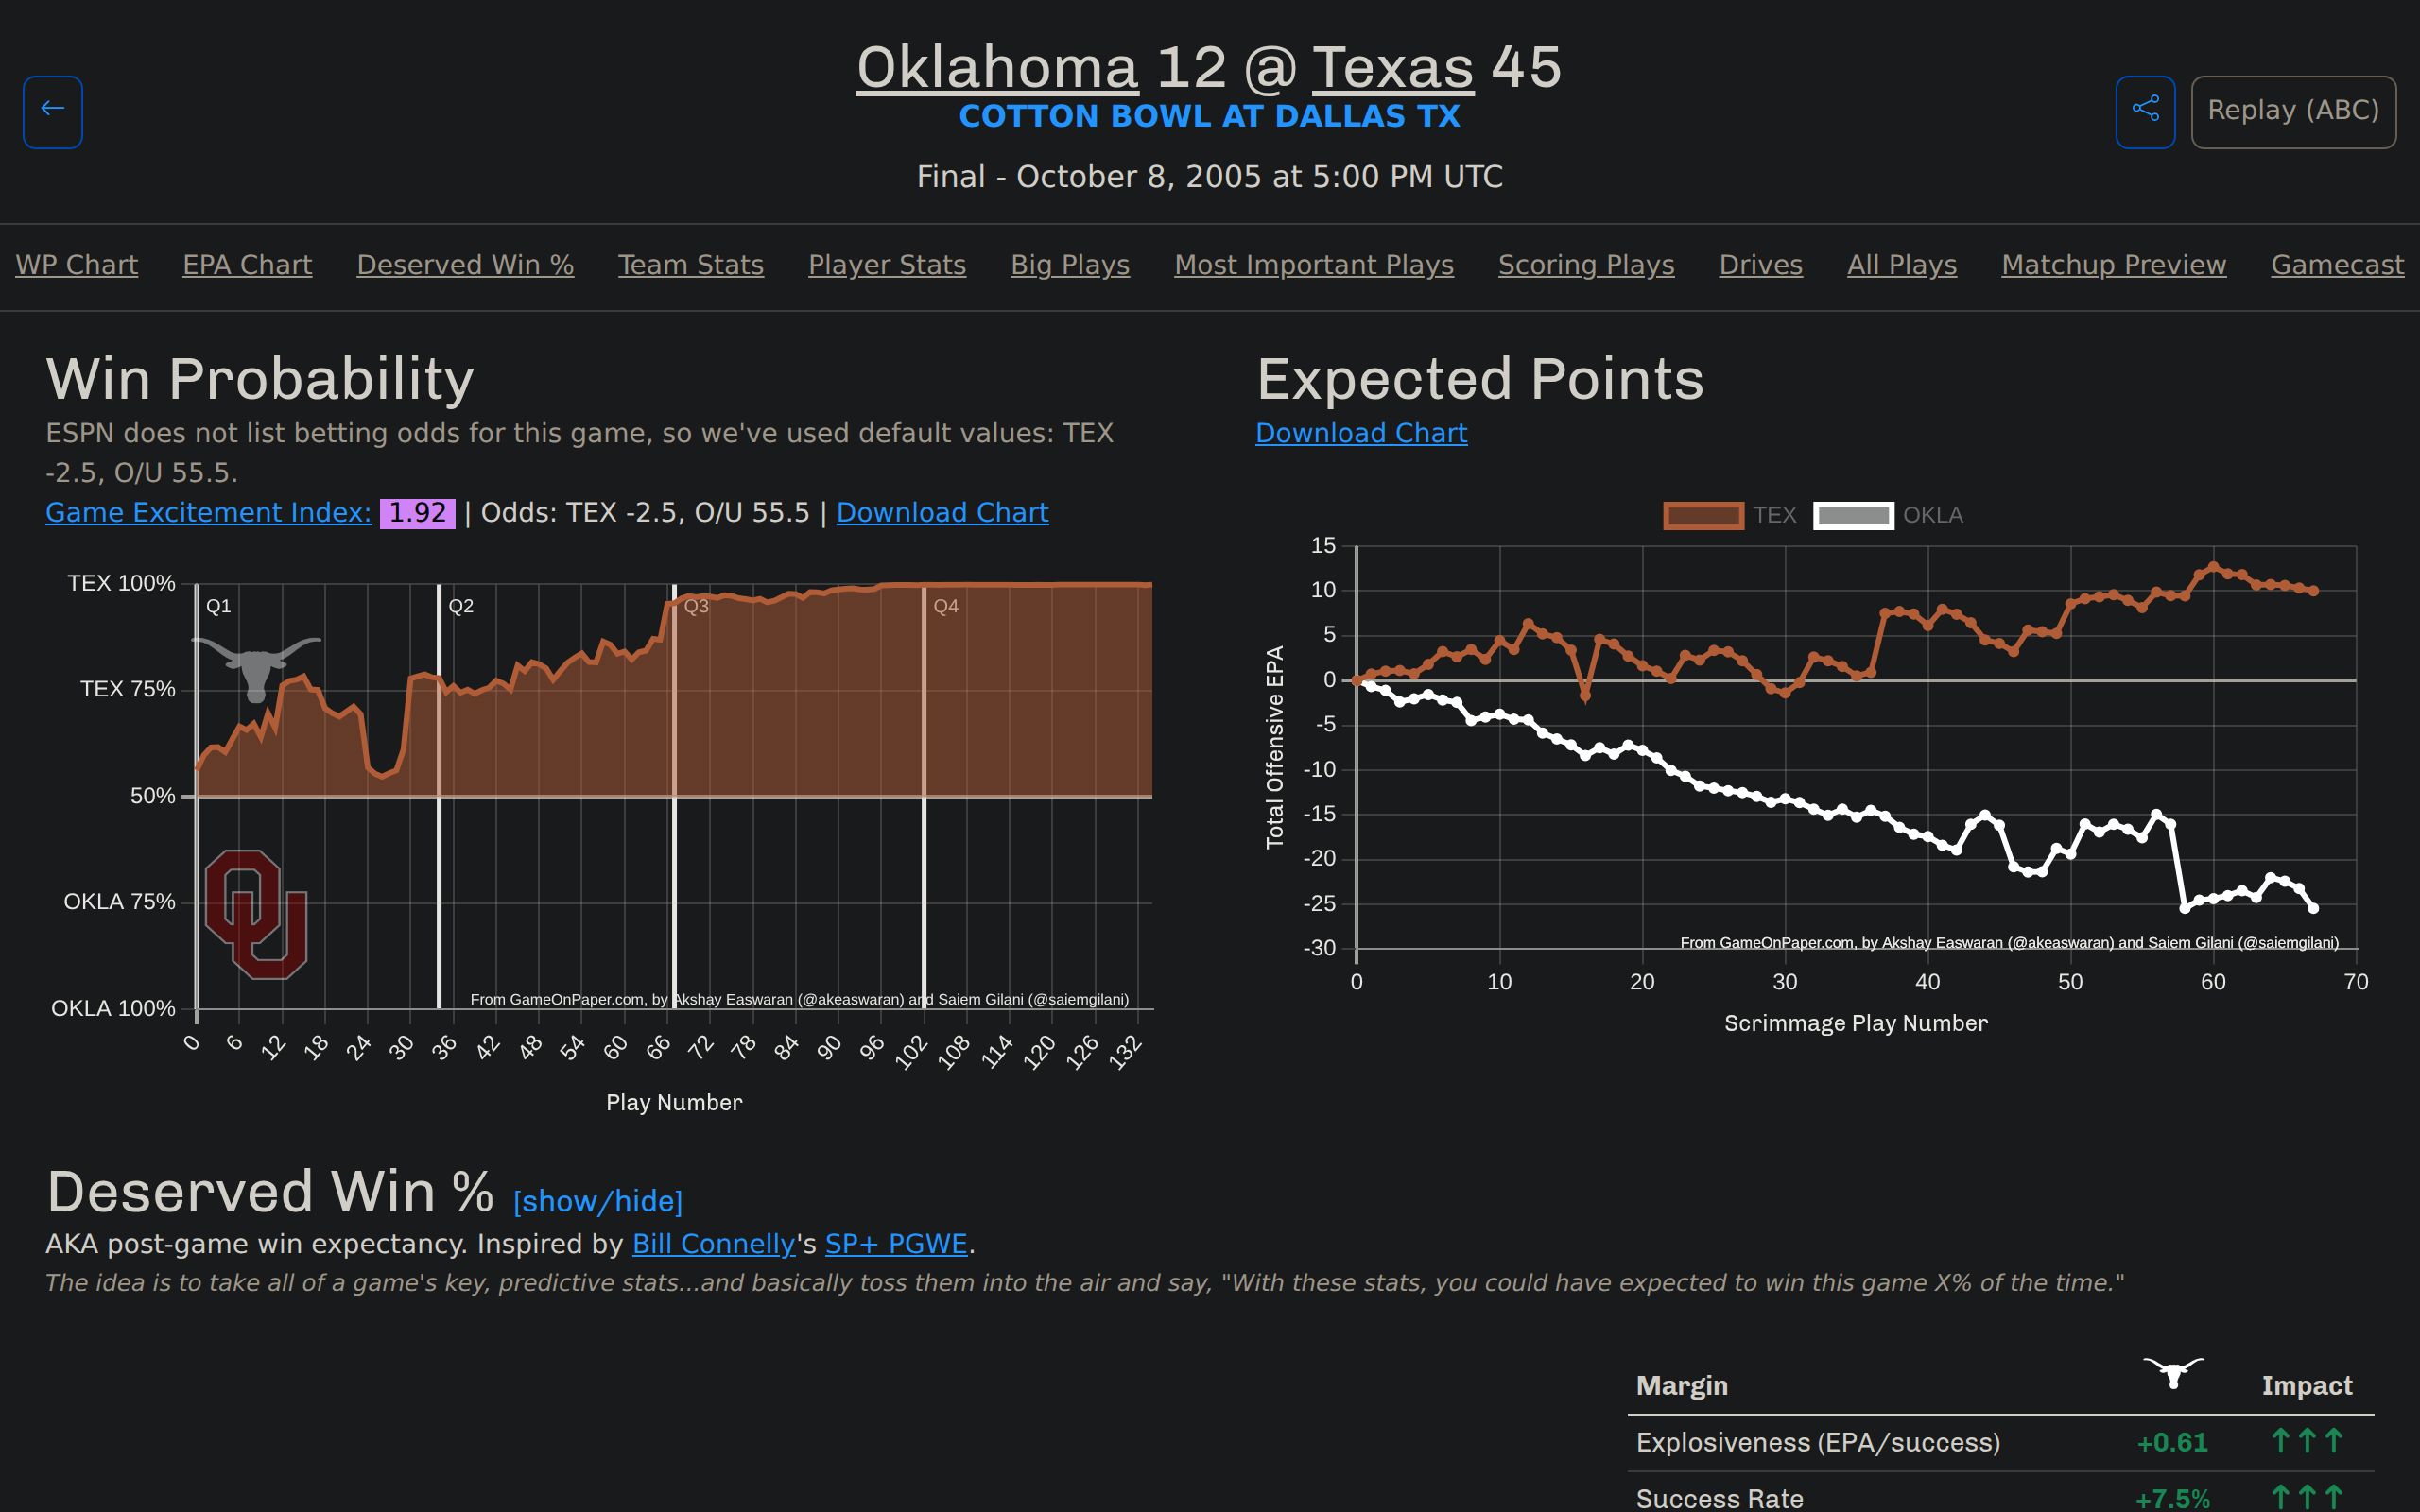 ←
Oklahoma 12 @ Texas 45
COTTON BOWL AT DALLAS TX
Final - October 8, 2005 at 5:00 PM UTC
Replay (ABC)
WP Chart EPA Chart Deserved Win % Team Stats Player Stats Big Plays Most Important Plays Scoring Plays Drives All Plays Matchup Preview Gamecast
Win Probability
ESPN does not list betting odds for this game, so we've used default values: TEX
-2.5, O/U 55.5.
Game Excitement Index: 1.92 | Odds: TEX -2.5, O/U 55.5 | Download Chart
TEX 100%
TEX 75%
50%
OKLA 75%
OKLA 100%
Q1 Q2 Q3 Q4
OU
From GameOnPaper.com, by Akshay Easwaran (@akeaswaran) and Saiem Gilani (@saiemgilani)
0 6 12 18 24 30 36 42 48 54 60 66 72 78 84 90 96 102 108 114 120 126 132
Play Number
Expected Points
Download Chart
TEX OKLA
Total Offensive EPA
15
10
5
0
-5
-10
-15
-20
-25
-30
From GameOnPaper.com, by Akshay Easwaran (@akeaswaran) and Saiem Gilani (@saiemgilani)
0 10 20 30 40 50 60 70
Scrimmage Play Number
Deserved Win % [show/hide]
AKA post-game win expectancy. Inspired by Bill Connelly's SP+ PGWE.
The idea is to take all of a game's key, predictive stats...and basically toss them into the air and say, "With these stats, you could have expected to win this game X% of the time."
Margin Impact
Explosiveness (EPA/success) +0.61 ↑↑↑
Success Rate +7.5% ↑↑↑